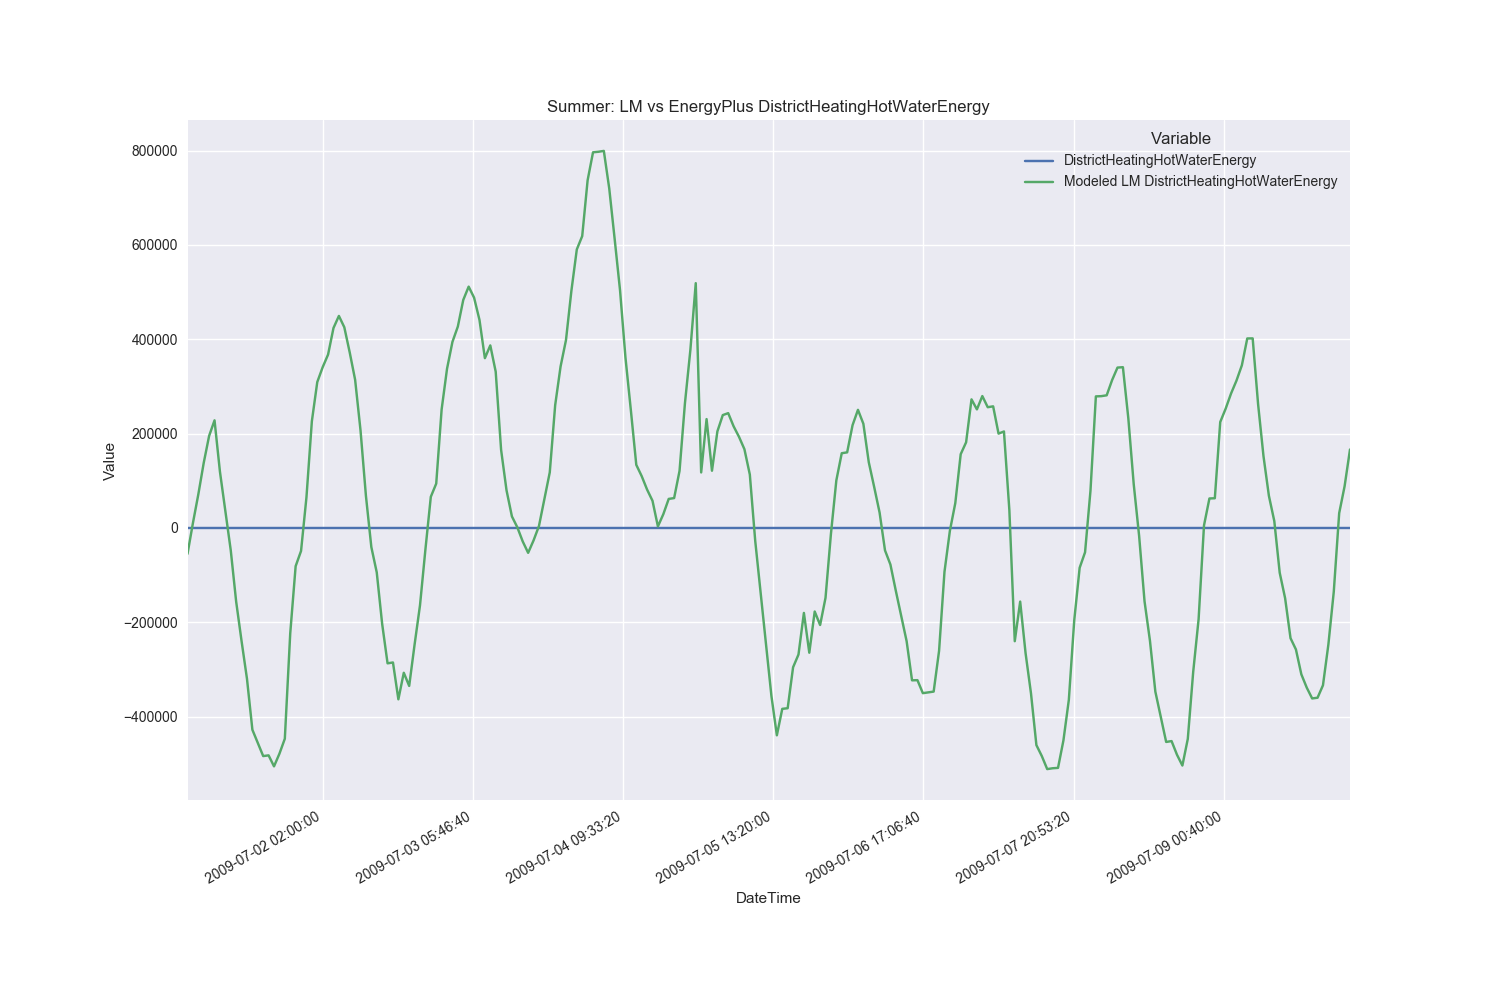 Summer: LM vs EnergyPlus DistrictHeatingHotWaterEnergy
Variable
DistrictHeatingHotWaterEnergy
Modeled LM DistrictHeatingHotWaterEnergy
800000
600000
400000
200000
0
−200000
−400000
Value
2009-07-02 02:00:00
2009-07-03 05:46:40
2009-07-04 09:33:20
2009-07-05 13:20:00
2009-07-06 17:06:40
2009-07-07 20:53:20
2009-07-09 00:40:00
DateTime